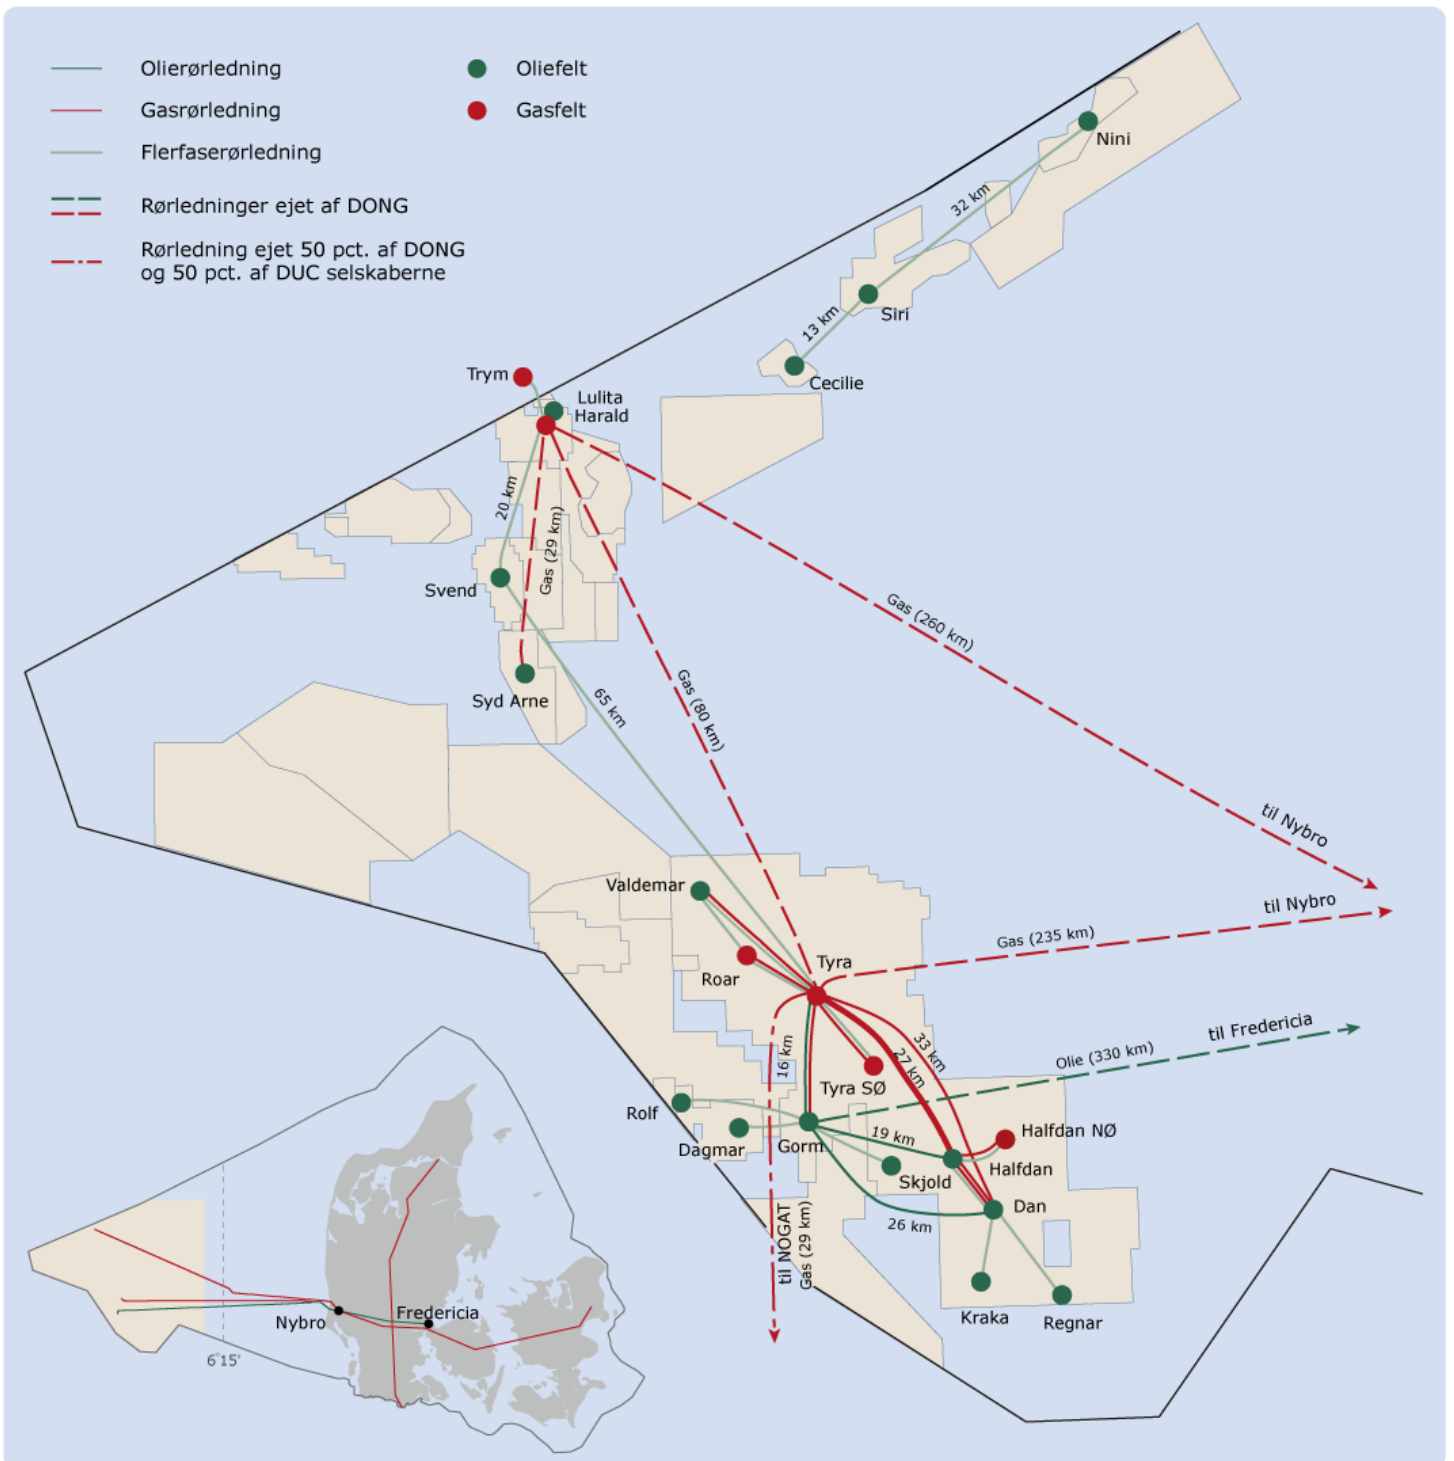 Olierørledning
Gasrørledning
Flerfaserørledning
Rørledninger ejet af DONG
Rørledning ejet 50 pct. af DONG
og 50 pct. af DUC selskaberne
Oliefelt
Gasfelt
Nini
32 km
Siri
13 km
Cecilie
Trym
Lulita
Harald
20 km
Gas (29 km)
Svend
Syd Arne
65 km
Gas (80 km)
Gas (260 km)
til Nybro
Valdemar
til Nybro
Gas (235 km)
Tyra
Roar
til Fredericia
Olie (330 km)
16 km
33 km
27 km
Tyra SØ
Rolf
Dagmar
Gorm
19 km
Halfdan NØ
Halfdan
Skjold
Dan
26 km
til NOGAT
Gas (29 km)
Kraka
Regnar
Nybro
Fredericia
6°15'